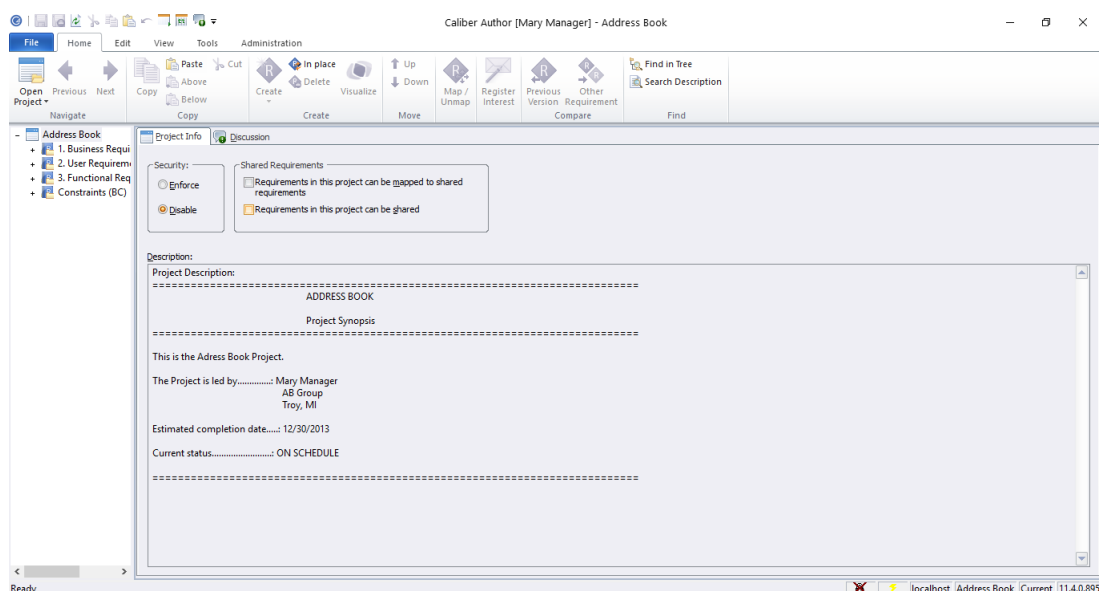 Caliber Author [Mary Manager] - Address Book
File Home Edit View Tools Administration
Open Project Previous Next
Navigate
Copy Paste Cut
Above
Below
Copy
Create In place Visualize
Delete
Create
Up
Down
Move
Map / Unmap
Register Interest
Previous Version Other Requirement
Compare
Find in Tree
Search Description
Find
Address Book
1. Business Requi
2. User Requirem
3. Functional Req
Constraints (BC)
Project Info Discussion
Security:
Enforce
Disable
Shared Requirements
Requirements in this project can be mapped to shared
requirements
Requirements in this project can be shared
Description:
Project Description:
============================================================================
ADDRESS BOOK
Project Synopsis
============================================================================
This is the Adress Book Project.
The Project is led by..............: Mary Manager
AB Group
Troy, MI
Estimated completion date.....: 12/30/2013
Current status.........................: ON SCHEDULE
============================================================================
Ready
localhost Address Book Current 11.4.0.895